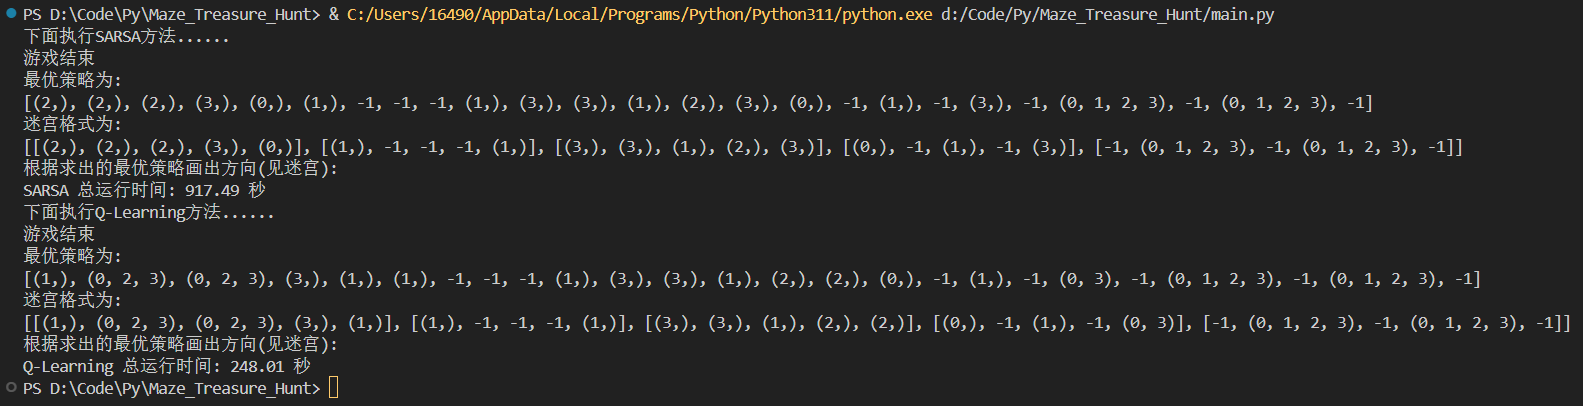 PS D:\Code\Py\Maze_Treasure_Hunt> & C:/Users/16490/AppData/Local/Programs/Python/Python311/python.exe d:/Code/Py/Maze_Treasure_Hunt/main.py
下面执行SARSA方法......
游戏结束
最优策略为:
[(2,), (2,), (2,), (3,), (0,), (1,), -1, -1, -1, (1,), (3,), (3,), (1,), (2,), (3,), (0,), -1, (1,), -1, (3,), -1, (0, 1, 2, 3), -1, (0, 1, 2, 3), -1]
迷宫格式为:
[[(2,), (2,), (2,), (3,), (0,)], [(1,), -1, -1, -1, (1,)], [(3,), (3,), (1,), (2,), (3,)], [(0,), -1, (1,), -1, (3,)], [-1, (0, 1, 2, 3), -1, (0, 1, 2, 3), -1]]
根据求出的最优策略画出方向(见迷宫):
SARSA 总运行时间: 917.49 秒
下面执行Q-Learning方法......
游戏结束
最优策略为:
[(1,), (0, 2, 3), (0, 2, 3), (3,), (1,), (1,), -1, -1, -1, (1,), (3,), (3,), (1,), (2,), (2,), (0,), -1, (1,), -1, (0, 3), -1, (0, 1, 2, 3), -1, (0, 1, 2, 3), -1]
迷宫格式为:
[[(1,), (0, 2, 3), (0, 2, 3), (3,), (1,)], [(1,), -1, -1, -1, (1,)], [(3,), (3,), (1,), (2,), (2,)], [(0,), -1, (1,), -1, (0, 3)], [-1, (0, 1, 2, 3), -1, (0, 1, 2, 3), -1]]
根据求出的最优策略画出方向(见迷宫):
Q-Learning 总运行时间: 248.01 秒
PS D:\Code\Py\Maze_Treasure_Hunt>